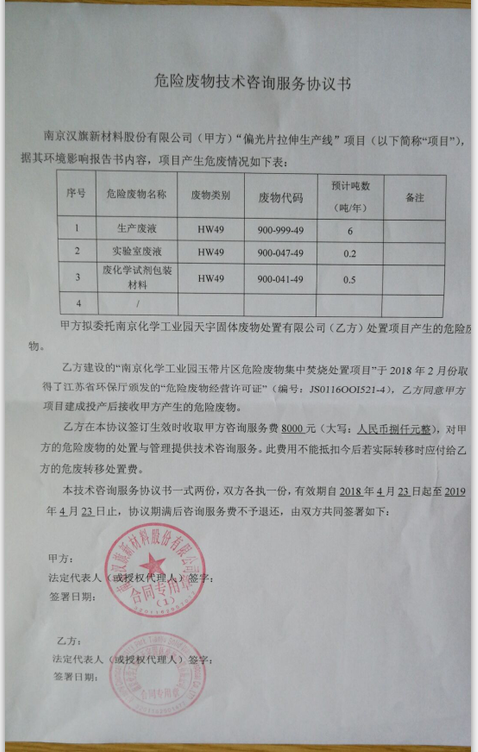 危险废物技术咨询服务协议书
南京汉旗新材料股份有限公司（甲方）“偏光片拉伸生产线”项目（以下简称“项目”），
据其环境影响报告书内容，项目产生危废情况如下表：
序号 危险废物名称 废物类别 废物代码 预计吨数（吨/年） 备注
1 生产废液 HW49 900-999-49 6
2 实验室废液 HW49 900-047-49 0.2
3 废化学试剂包装材料 HW49 900-041-49 0.5
4 /
甲方拟委托南京化学工业园天宇固体废物处置有限公司（乙方）处置项目产生的危险废
物。
乙方建设的“南京化学工业园玉带片区危险废物集中焚烧处置项目”于 2018 年 2 月份取
得了江苏省环保厅颁发的“危险废物经营许可证”（编号：JS0116OOI521-4），乙方同意甲方
项目建成投产后接收甲方产生的危险废物。
乙方在本协议签订生效时收取甲方咨询服务费 8000 元（大写：人民币捌仟元整），对甲
方的危险废物的处置与管理提供技术咨询服务。此费用不能抵扣今后若实际转移时应付给乙
方的危废转移处置费。
本技术咨询服务协议书一式两份，双方各执一份，有效期自 2018 年 4 月 23 日起至 2019
年 4 月 23 日止，协议期满后咨询服务费不予退还，由双方共同签署如下：
甲方：
法定代表人（或授权代理人）签字：
签署日期：
南京汉旗新材料股份有限公司
合同专用章
（1）
乙方：
法定代表人（或授权代理人）签字：
签署日期：
合同专用章